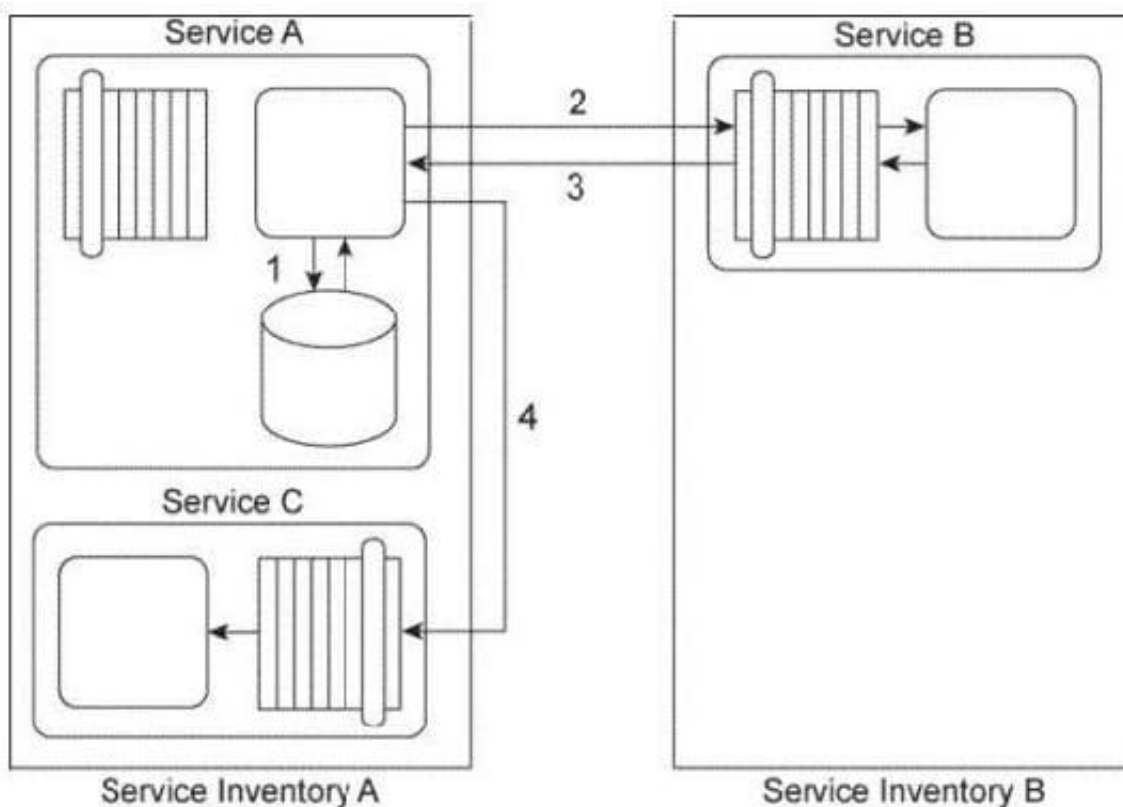 Service A
Service B
2
3
1
4
Service C
Service Inventory A
Service Inventory B